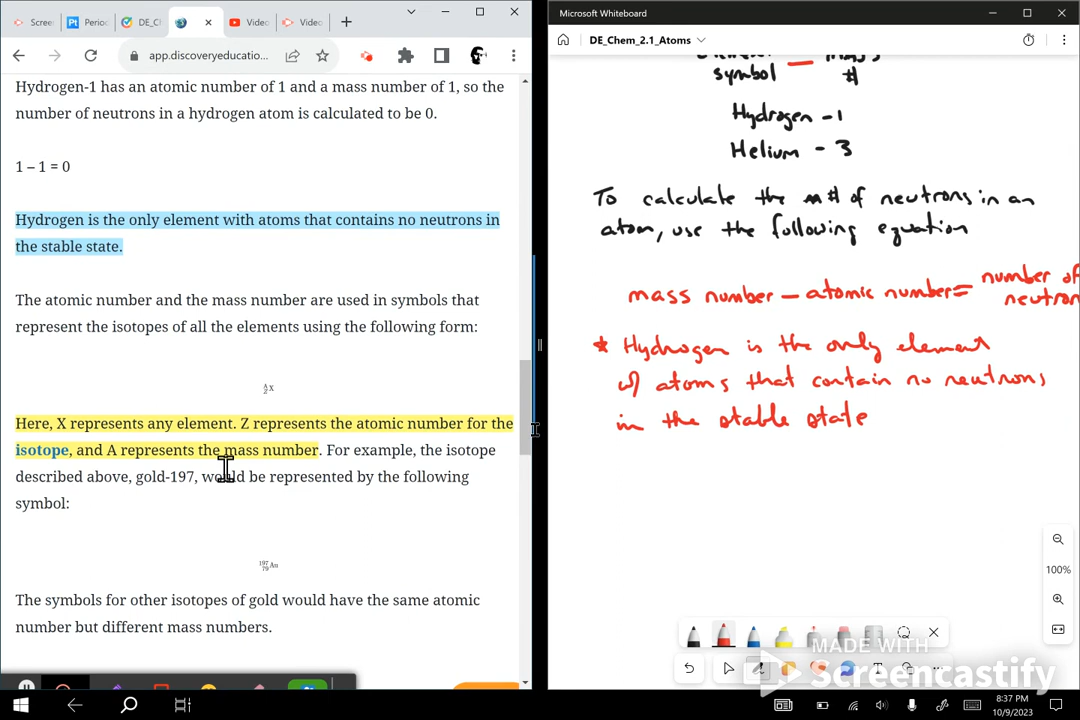 Scree
Perio
DE_C
Video
Video
app.discoveryeducatio...
Hydrogen-1 has an atomic number of 1 and a mass number of 1, so the
number of neutrons in a hydrogen atom is calculated to be 0.
1 – 1 = 0
Hydrogen is the only element with atoms that contains no neutrons in
the stable state.
The atomic number and the mass number are used in symbols that
represent the isotopes of all the elements using the following form:
A
Z X
Here, X represents any element. Z represents the atomic number for the
isotope, and A represents the mass number. For example, the isotope
described above, gold-197, would be represented by the following
symbol:
197
79 Au
The symbols for other isotopes of gold would have the same atomic
number but different mass numbers.
Microsoft Whiteboard
DE_Chem_2.1_Atoms
symbol — #
Hydrogen - 1
Helium - 3
To calculate the # of neutrons in an
atom, use the following equation
mass number – atomic number = number of
neutron
* Hydrogen is the only element
w/ atoms that contain no neutrons
in the stable state
100%
MADE WITH
Screencastify
8:37 PM
10/9/2023